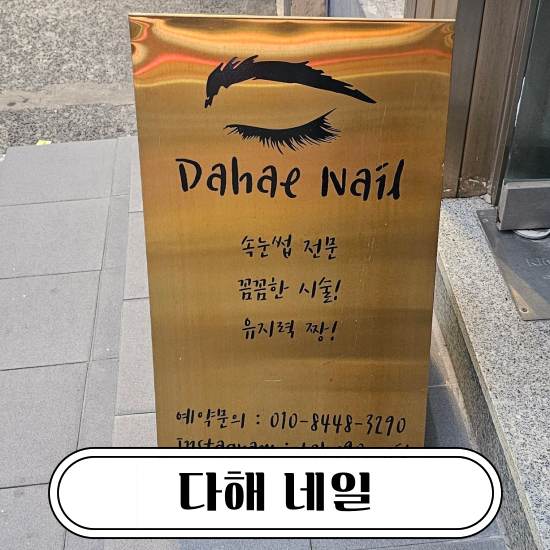 Dahae Nail
속눈썹 전문
꼼꼼한 시술!
유지력 짱!
예약문의 : 010-8448-3290
Instagram :
다해 네일